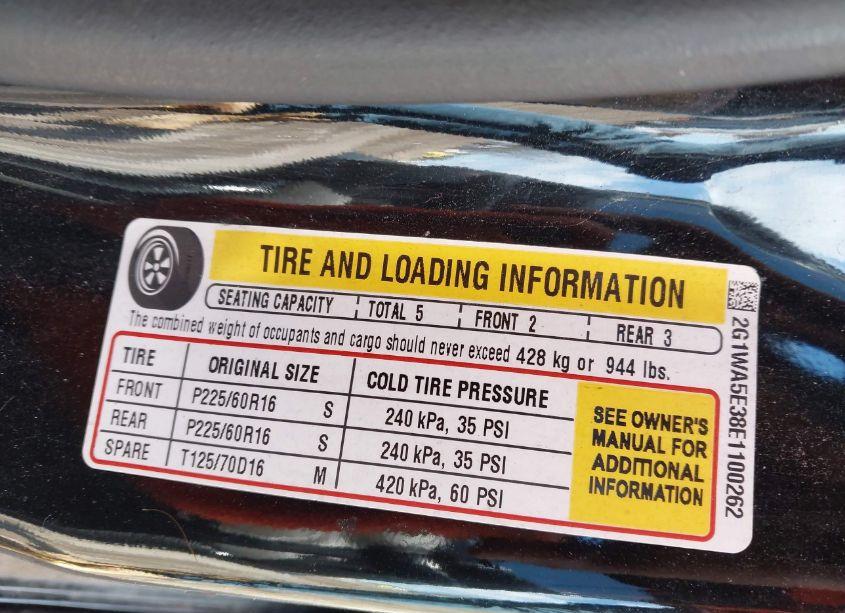 TIRE AND LOADING INFORMATION
SEATING CAPACITY TOTAL 5 FRONT 2 REAR 3
The combined weight of occupants and cargo should never exceed 428 kg or 944 lbs.
TIRE ORIGINAL SIZE COLD TIRE PRESSURE
FRONT P225/60R16 S 240 kPa, 35 PSI
REAR P225/60R16 S 240 kPa, 35 PSI
SPARE T125/70D16 M 420 kPa, 60 PSI
SEE OWNER'S
MANUAL FOR
ADDITIONAL
INFORMATION
2G1WA5E38E1100262